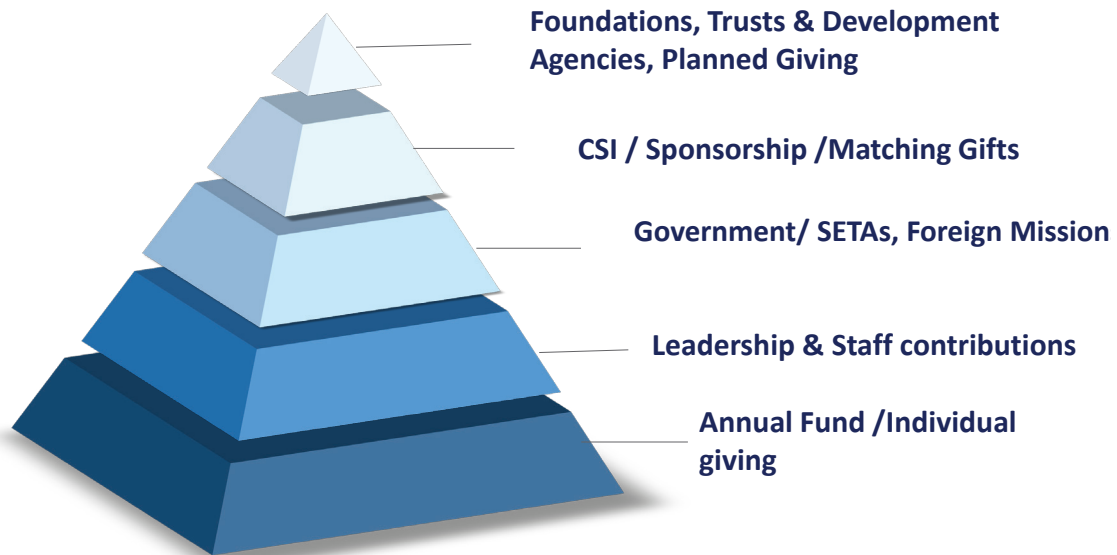 Foundations, Trusts & Development
Agencies, Planned Giving
CSI / Sponsorship /Matching Gifts
Government/ SETAs, Foreign Mission
Leadership & Staff contributions
Annual Fund /Individual
giving